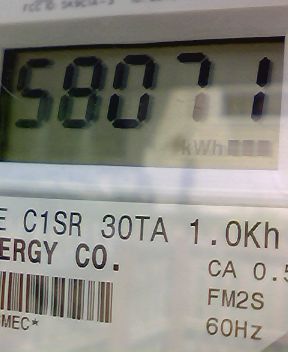 58071
kWh
E C1SR 30TA 1.0Kh
ERGY CO.
CA 0.5
FM2S
60Hz
MEC*